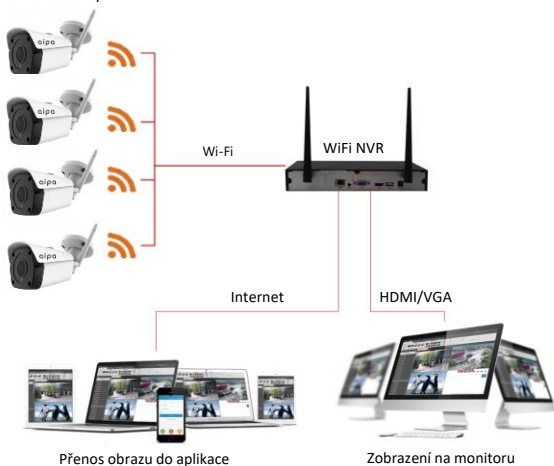 aipa
aipa
aipa
aipa
Wi-Fi
WiFi NVR
Internet
HDMI/VGA
Přenos obrazu do aplikace
Zobrazení na monitoru